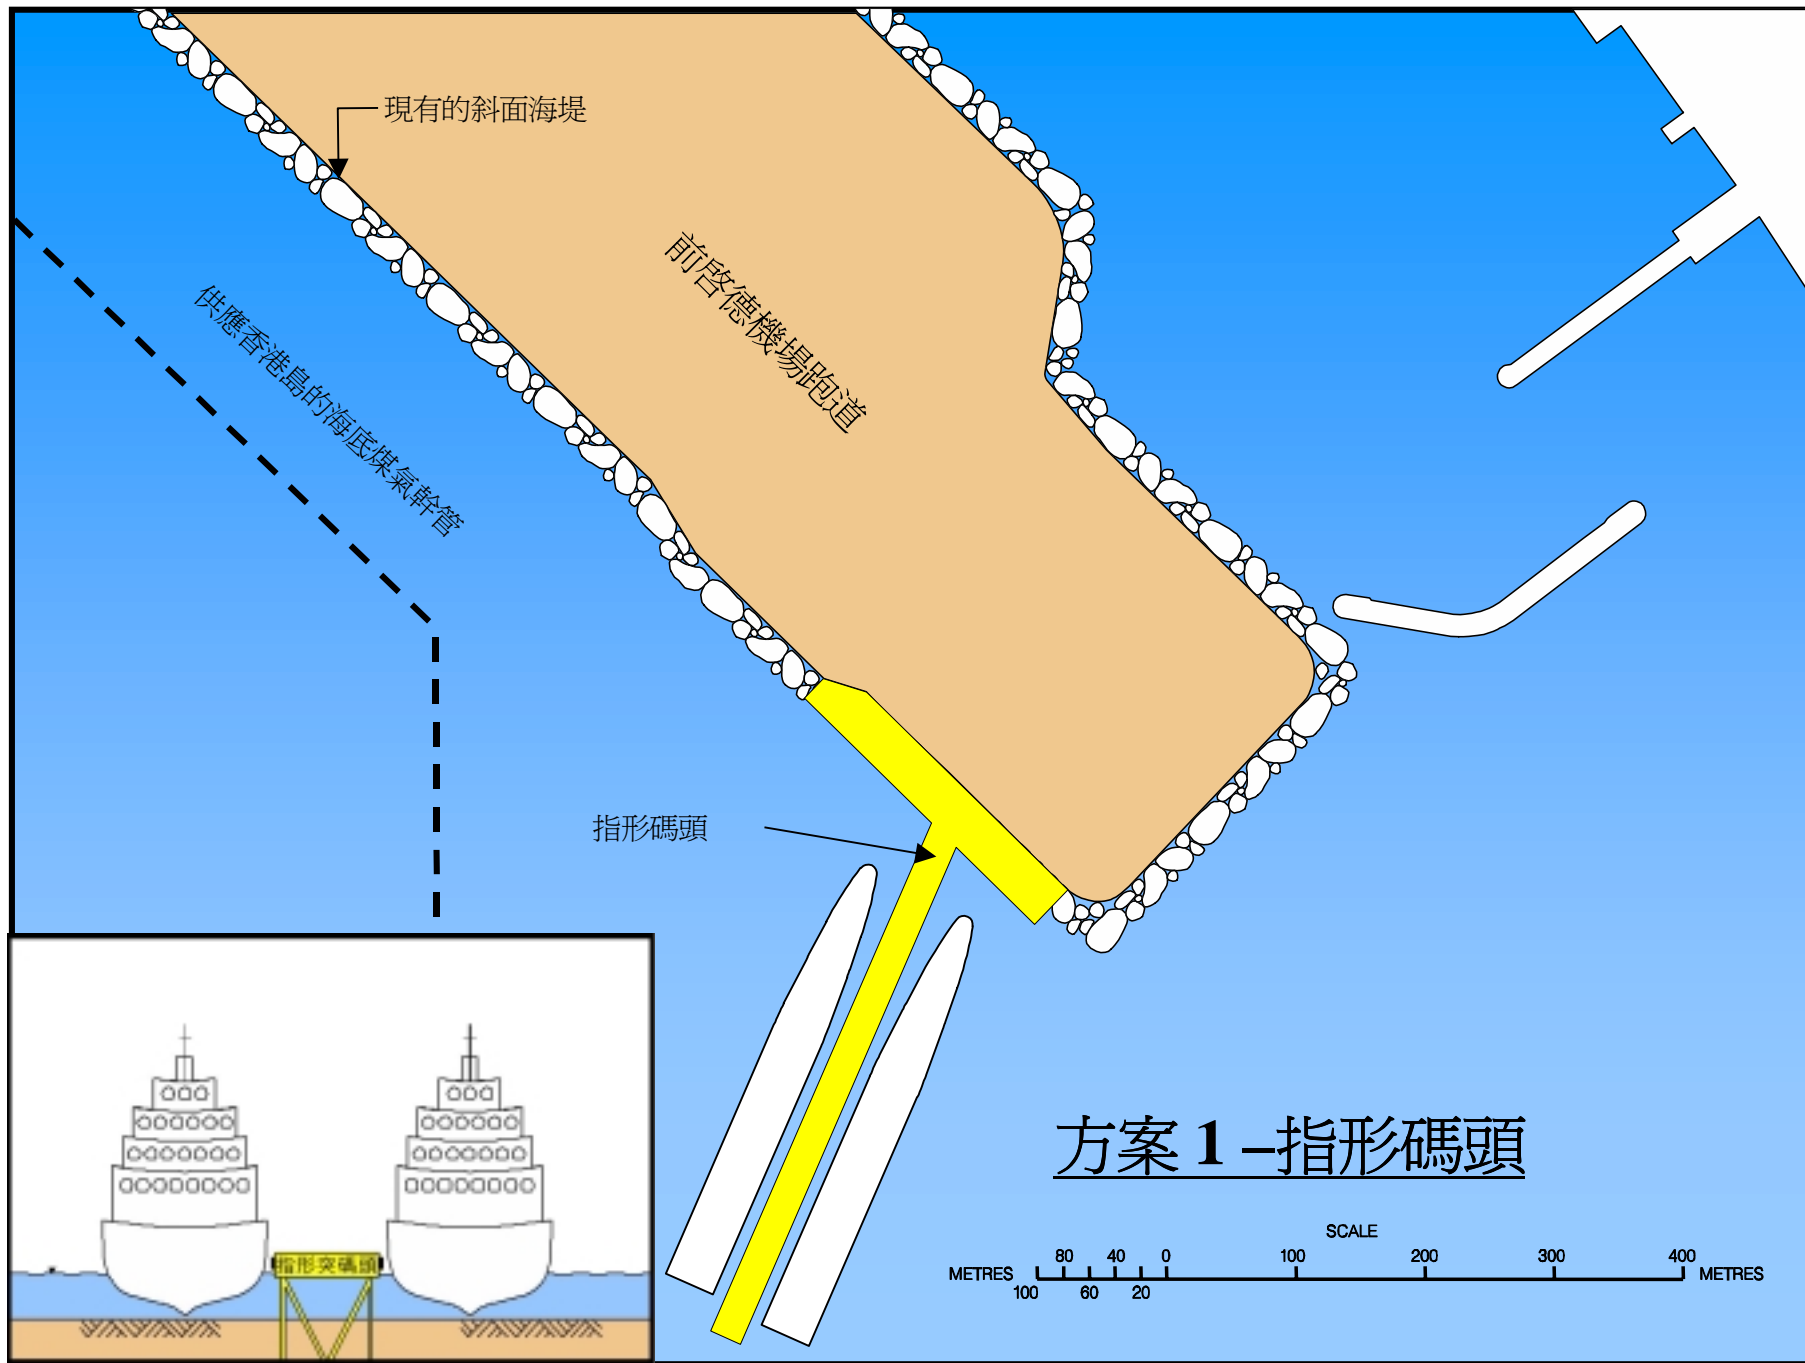 現有的斜面海堤
前啓德機場跑道
供應香港島的海底煤氣幹管
指形碼頭
方案 1 –指形碼頭
SCALE
80 40 0 100 200 300 400
METRES METRES
100 60 20
指形突碼頭